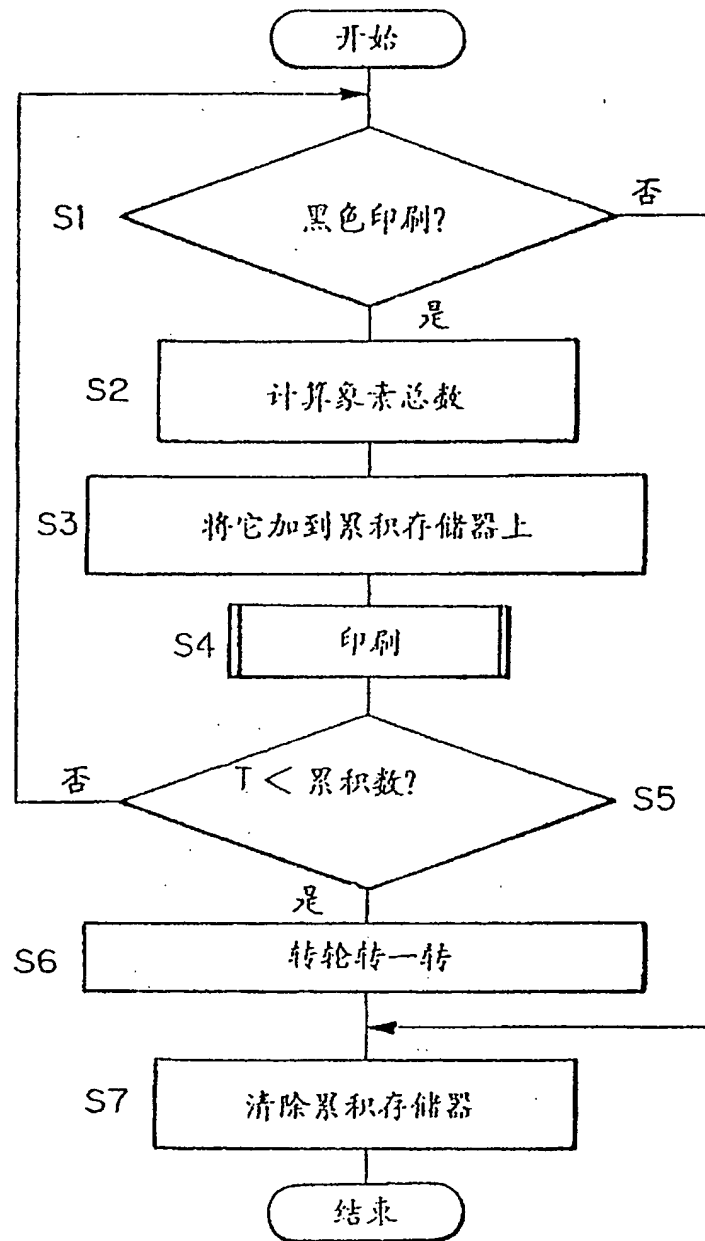 开始
S1
黑色印刷?
否
是
S2
计算象素总数
S3
将它加到累积存储器上
S4
印刷
否
T < 累积数?
S5
是
S6
转轮转一转
S7
清除累积存储器
结束